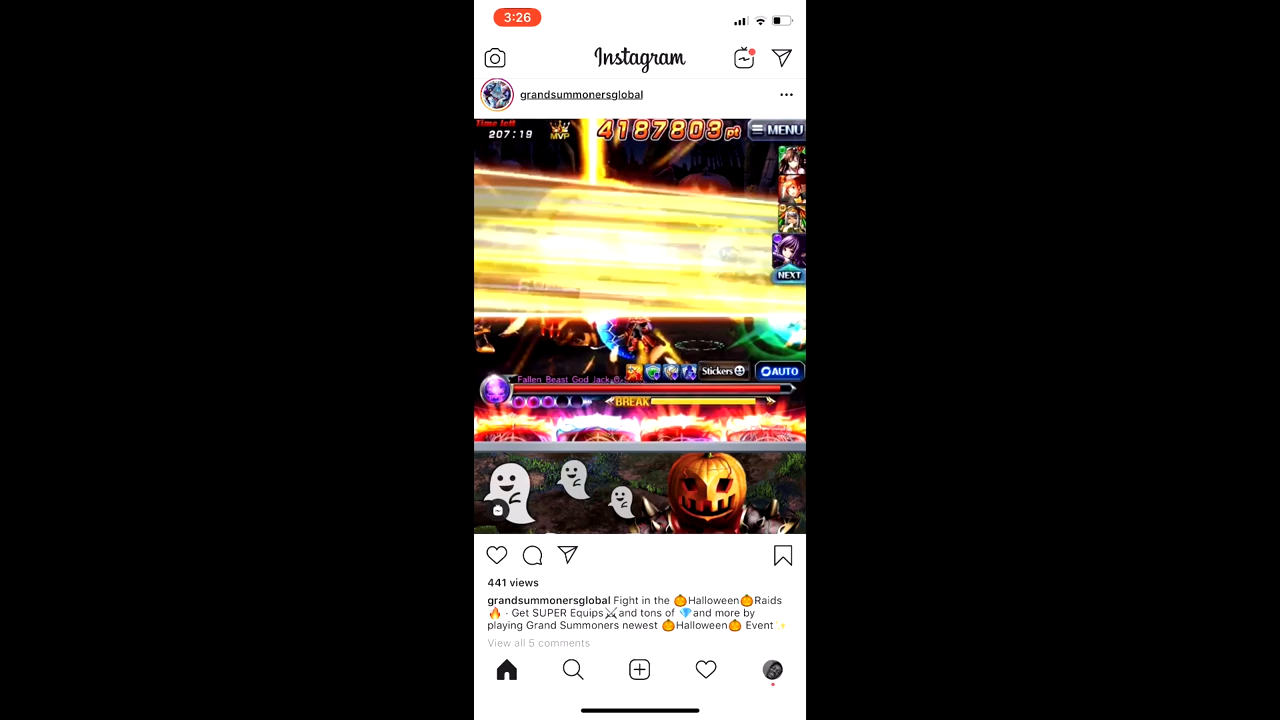 3:26
Instagram
grandsummonersglobal
Time left
207:19
MVP
4187803pt
MENU
NEXT
Stickers
AUTO
Fallen Beast God Jack
BREAK
441 views
grandsummonersglobal Fight in the 🎃Halloween🎃Raids
🔥 · Get SUPER Equips⚔and tons of 💎and more by
playing Grand Summoners newest 🎃Halloween🎃 Event✨
View all 5 comments